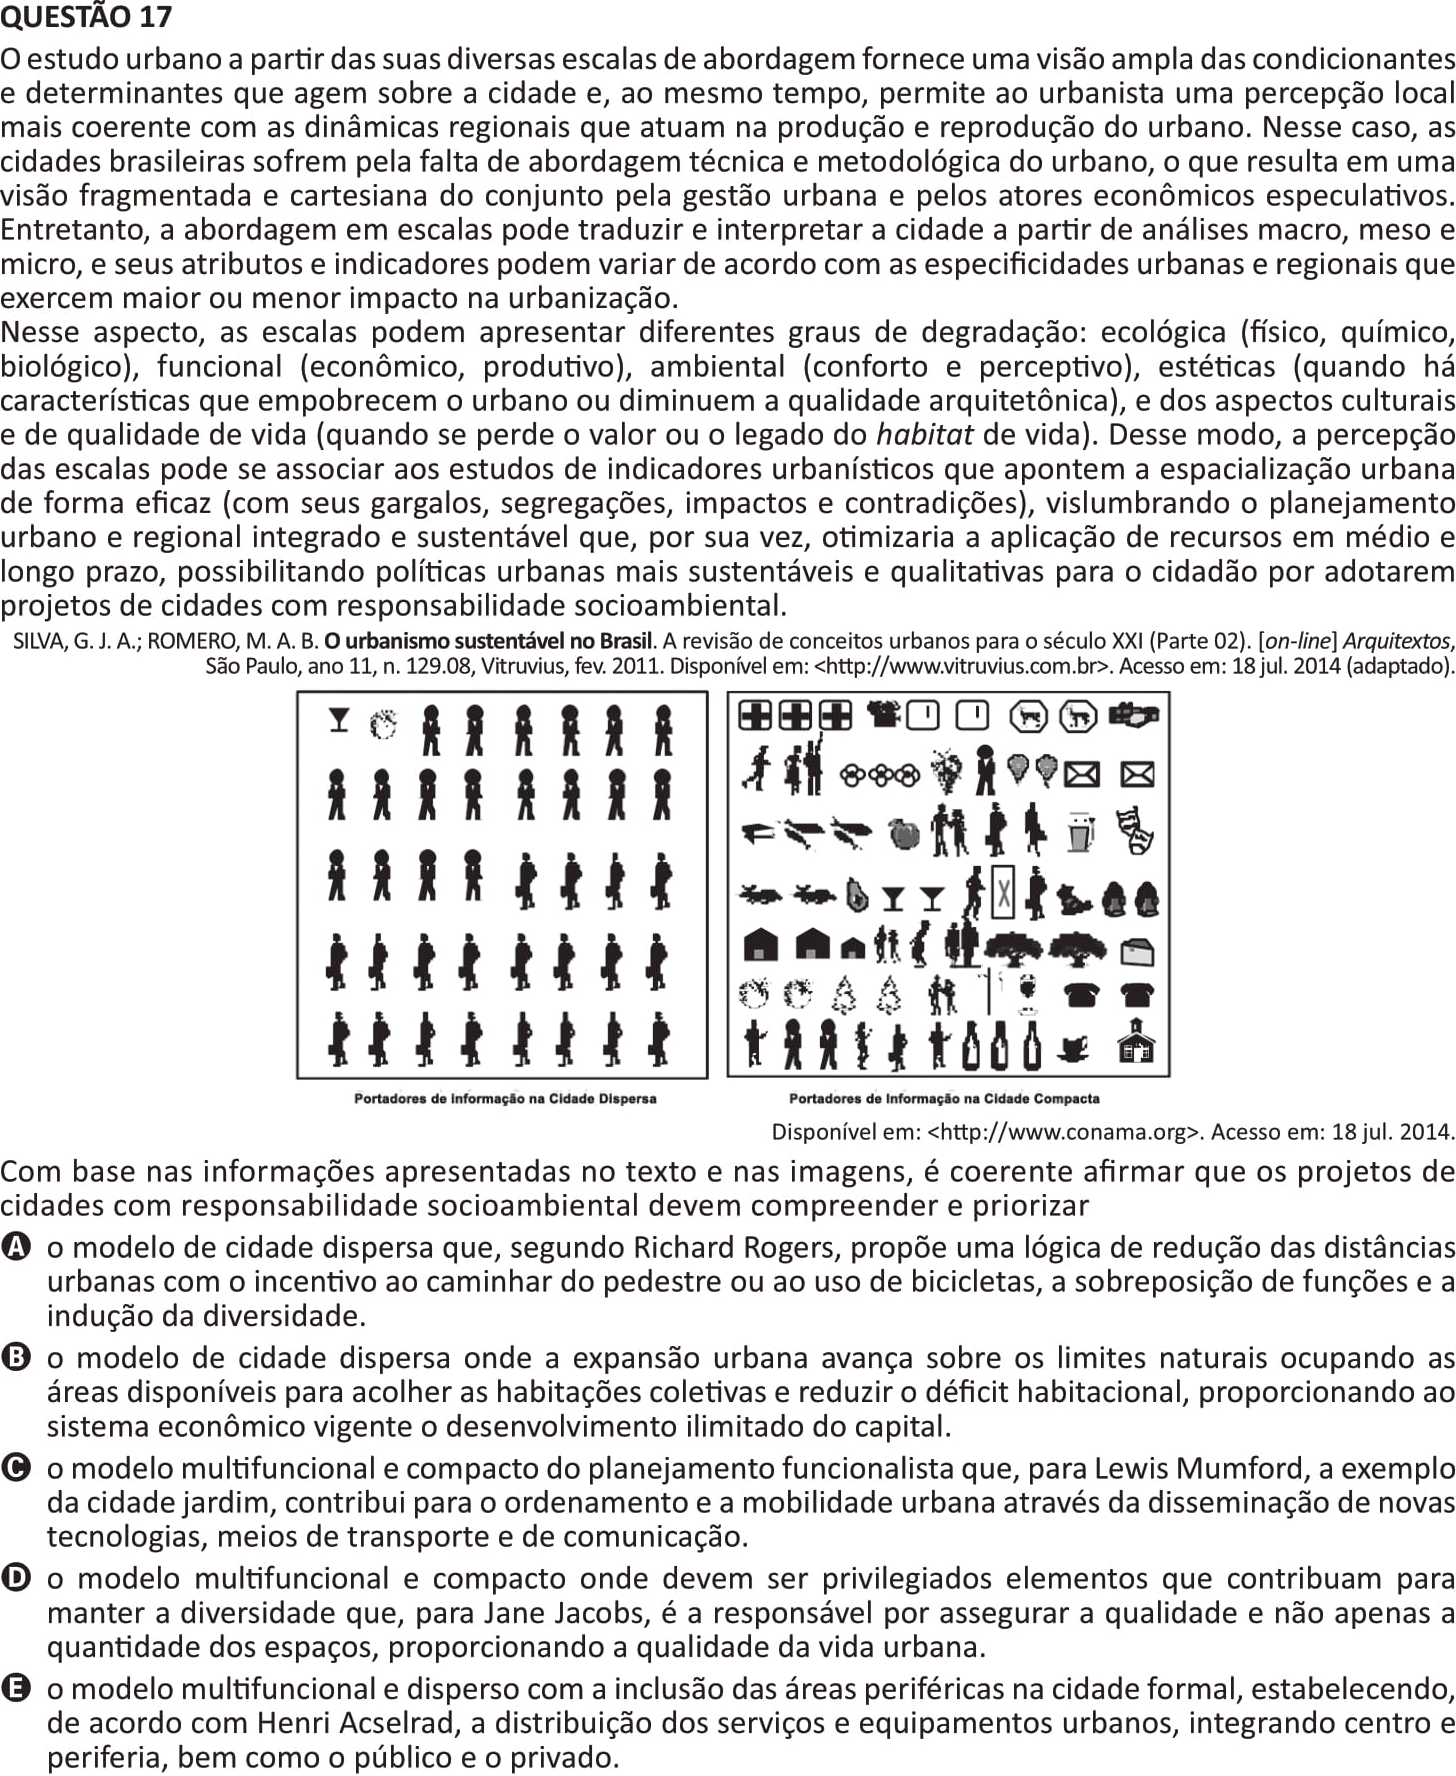 QUESTÃO 17
O estudo urbano a partir das suas diversas escalas de abordagem fornece uma visão ampla das condicionantes
e determinantes que agem sobre a cidade e, ao mesmo tempo, permite ao urbanista uma percepção local
mais coerente com as dinâmicas regionais que atuam na produção e reprodução do urbano. Nesse caso, as
cidades brasileiras sofrem pela falta de abordagem técnica e metodológica do urbano, o que resulta em uma
visão fragmentada e cartesiana do conjunto pela gestão urbana e pelos atores econômicos especulativos.
Entretanto, a abordagem em escalas pode traduzir e interpretar a cidade a partir de análises macro, meso e
micro, e seus atributos e indicadores podem variar de acordo com as especificidades urbanas e regionais que
exercem maior ou menor impacto na urbanização.
Nesse aspecto, as escalas podem apresentar diferentes graus de degradação: ecológica (físico, químico,
biológico), funcional (econômico, produtivo), ambiental (conforto e perceptivo), estéticas (quando há
características que empobrecem o urbano ou diminuem a qualidade arquitetônica), e dos aspectos culturais
e de qualidade de vida (quando se perde o valor ou o legado do habitat de vida). Desse modo, a percepção
das escalas pode se associar aos estudos de indicadores urbanísticos que apontem a espacialização urbana
de forma eficaz (com seus gargalos, segregações, impactos e contradições), vislumbrando o planejamento
urbano e regional integrado e sustentável que, por sua vez, otimizaria a aplicação de recursos em médio e
longo prazo, possibilitando políticas urbanas mais sustentáveis e qualitativas para o cidadão por adotarem
projetos de cidades com responsabilidade socioambiental.
SILVA, G. J. A.; ROMERO, M. A. B. O urbanismo sustentável no Brasil. A revisão de conceitos urbanos para o século XXI (Parte 02). [on-line] Arquitextos,
São Paulo, ano 11, n. 129.08, Vitruvius, fev. 2011. Disponível em: <http://www.vitruvius.com.br>. Acesso em: 18 jul. 2014 (adaptado).
Portadores de Informação na Cidade Dispersa
Portadores de Informação na Cidade Compacta
Disponível em: <http://www.conama.org>. Acesso em: 18 jul. 2014.
Com base nas informações apresentadas no texto e nas imagens, é coerente afirmar que os projetos de
cidades com responsabilidade socioambiental devem compreender e priorizar
A o modelo de cidade dispersa que, segundo Richard Rogers, propõe uma lógica de redução das distâncias
urbanas com o incentivo ao caminhar do pedestre ou ao uso de bicicletas, a sobreposição de funções e a
indução da diversidade.
B o modelo de cidade dispersa onde a expansão urbana avança sobre os limites naturais ocupando as
áreas disponíveis para acolher as habitações coletivas e reduzir o déficit habitacional, proporcionando ao
sistema econômico vigente o desenvolvimento ilimitado do capital.
C o modelo multifuncional e compacto do planejamento funcionalista que, para Lewis Mumford, a exemplo
da cidade jardim, contribui para o ordenamento e a mobilidade urbana através da disseminação de novas
tecnologias, meios de transporte e de comunicação.
D o modelo multifuncional e compacto onde devem ser privilegiados elementos que contribuam para
manter a diversidade que, para Jane Jacobs, é a responsável por assegurar a qualidade e não apenas a
quantidade dos espaços, proporcionando a qualidade da vida urbana.
E o modelo multifuncional e disperso com a inclusão das áreas periféricas na cidade formal, estabelecendo,
de acordo com Henri Acselrad, a distribuição dos serviços e equipamentos urbanos, integrando centro e
periferia, bem como o público e o privado.